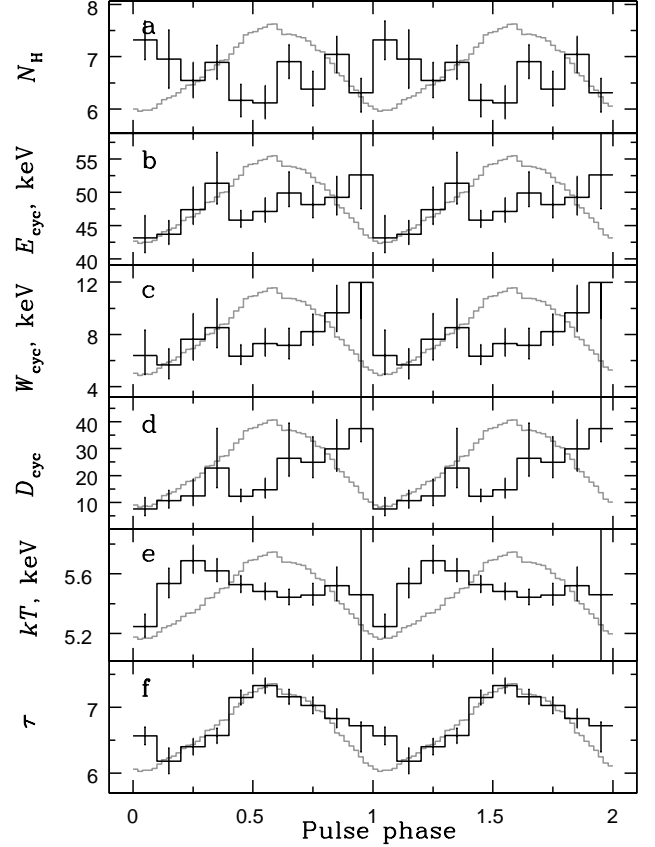 8
7
6
N_H
a
55
50
45
40
E_cyc, keV
b
12
8
4
W_cyc, keV
c
40
30
20
10
D_cyc
d
5.6
5.2
kT, keV
e
7
6
τ
f
0 0.5 1 1.5 2
Pulse phase